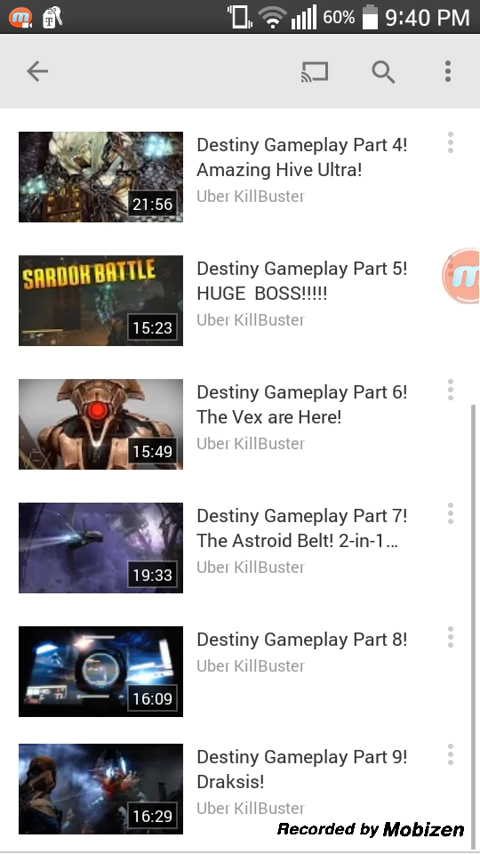 60% 9:40 PM
Destiny Gameplay Part 4!
Amazing Hive Ultra!
Uber KillBuster
21:56
SARDOK BATTLE
Destiny Gameplay Part 5!
HUGE BOSS!!!!!
Uber KillBuster
15:23
Destiny Gameplay Part 6!
The Vex are Here!
Uber KillBuster
15:49
Destiny Gameplay Part 7!
The Astroid Belt! 2-in-1...
Uber KillBuster
19:33
Destiny Gameplay Part 8!
Uber KillBuster
16:09
Destiny Gameplay Part 9!
Draksis!
Uber KillBuster
16:29
Recorded by Mobizen